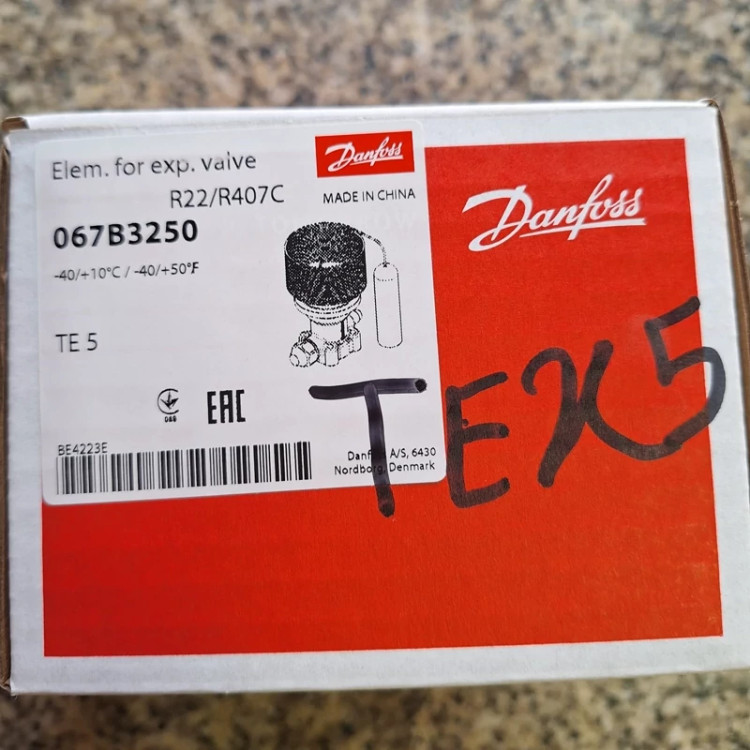 Elem. for exp. valve
R22/R407C
Danfoss
MADE IN CHINA
067B3250
-40/+10°C / -40/+50°F
TE 5
Danfoss
TEX5
EAC
BE4223E
Danf A/S, 6430
Nordborg, Denmark